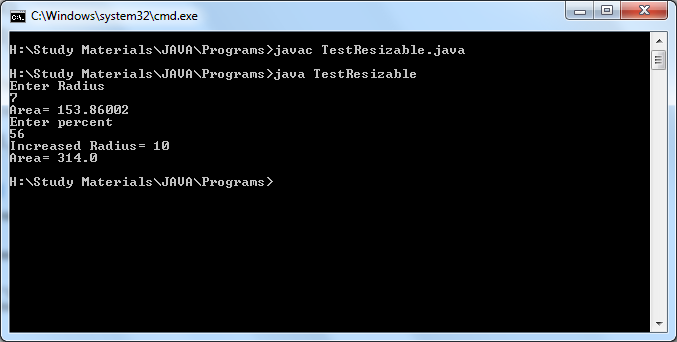 C:\Windows\system32\cmd.exe
H:\Study Materials\JAVA\Programs>javac TestResizable.java
H:\Study Materials\JAVA\Programs>java TestResizable
Enter Radius
7
Area= 153.86002
Enter percent
56
Increased Radius= 10
Area= 314.0
H:\Study Materials\JAVA\Programs>